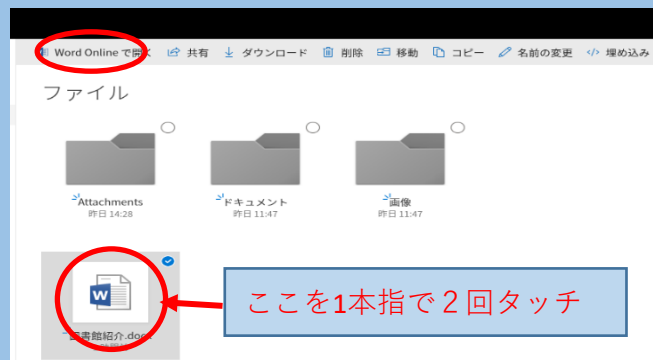 Word Online で開く 共有 ダウンロード 削除 移動 コピー 名前の変更 埋め込み
ファイル
Attachments ドキュメント 画像
昨日 14:28 昨日 11:47 昨日 11:47
W
図書館紹介.docx
ここを1本指で２回タッチ